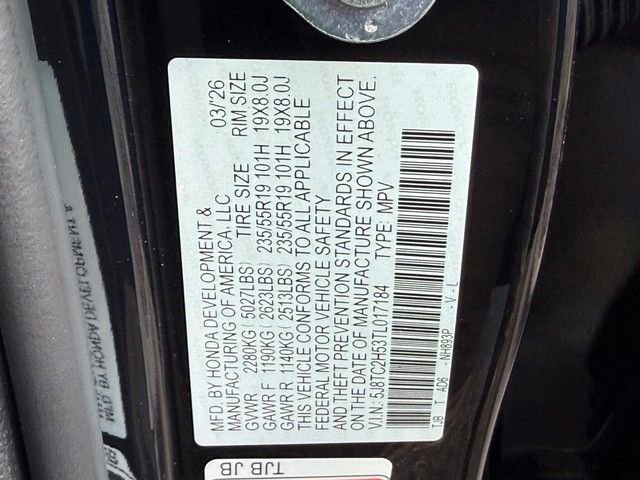 MFD. BY HONDA DEVELOPMENT & 03/'26
MANUFACTURING OF AMERICA, LLC
TIRE SIZE RIM SIZE
GVWR 2280KG ( 5027LBS)
GAWR F 1190KG ( 2623LBS) 235/55R19 101H 19X8.0J
GAWR R 1140KG ( 2513LBS) 235/55R19 101H 19X8.0J
THIS VEHICLE CONFORMS TO ALL APPLICABLE
FEDERAL MOTOR VEHICLE SAFETY
AND THEFT PREVENTION STANDARDS IN EFFECT
ON THE DATE OF MANUFACTURE SHOWN ABOVE.
V.I.N.: 5J8TC2H53TL017184 TYPE: MPV
TJB T AD6 NH893P - V - L
TJB JB